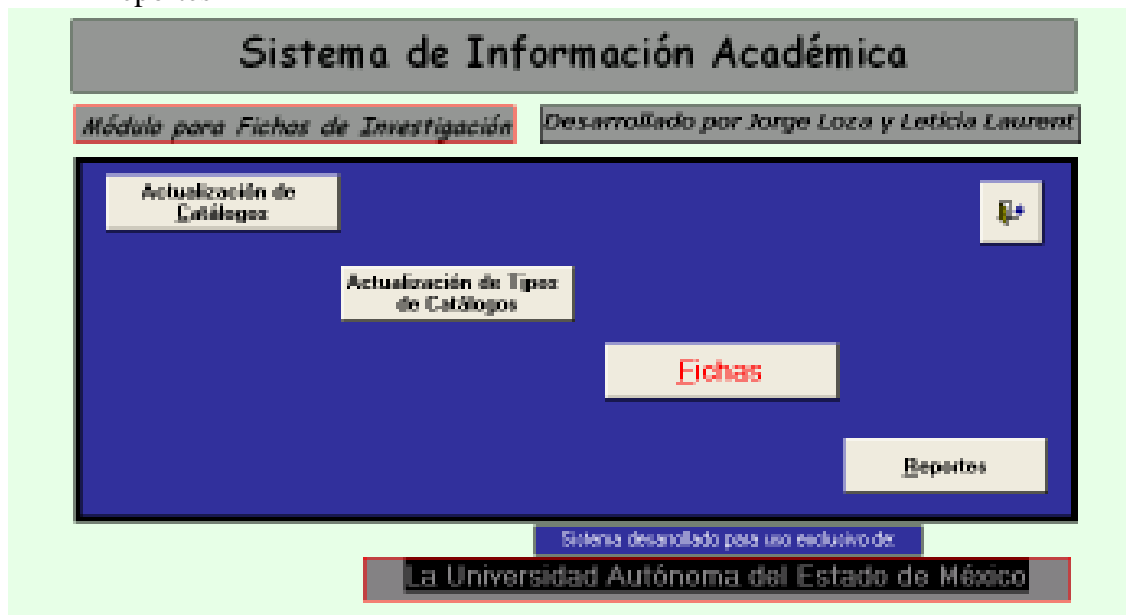 Sistema de Información Académica
Módulo para Fichas de Investigación
Desarrollado por Jorge Loza y Leticia Laurent
Actualización de
Catálogos
Actualización de Tipos
de Catálogos
Fichas
Reportes
Sistema desarrollado para uso exclusivo de:
La Universidad Autónoma del Estado de México